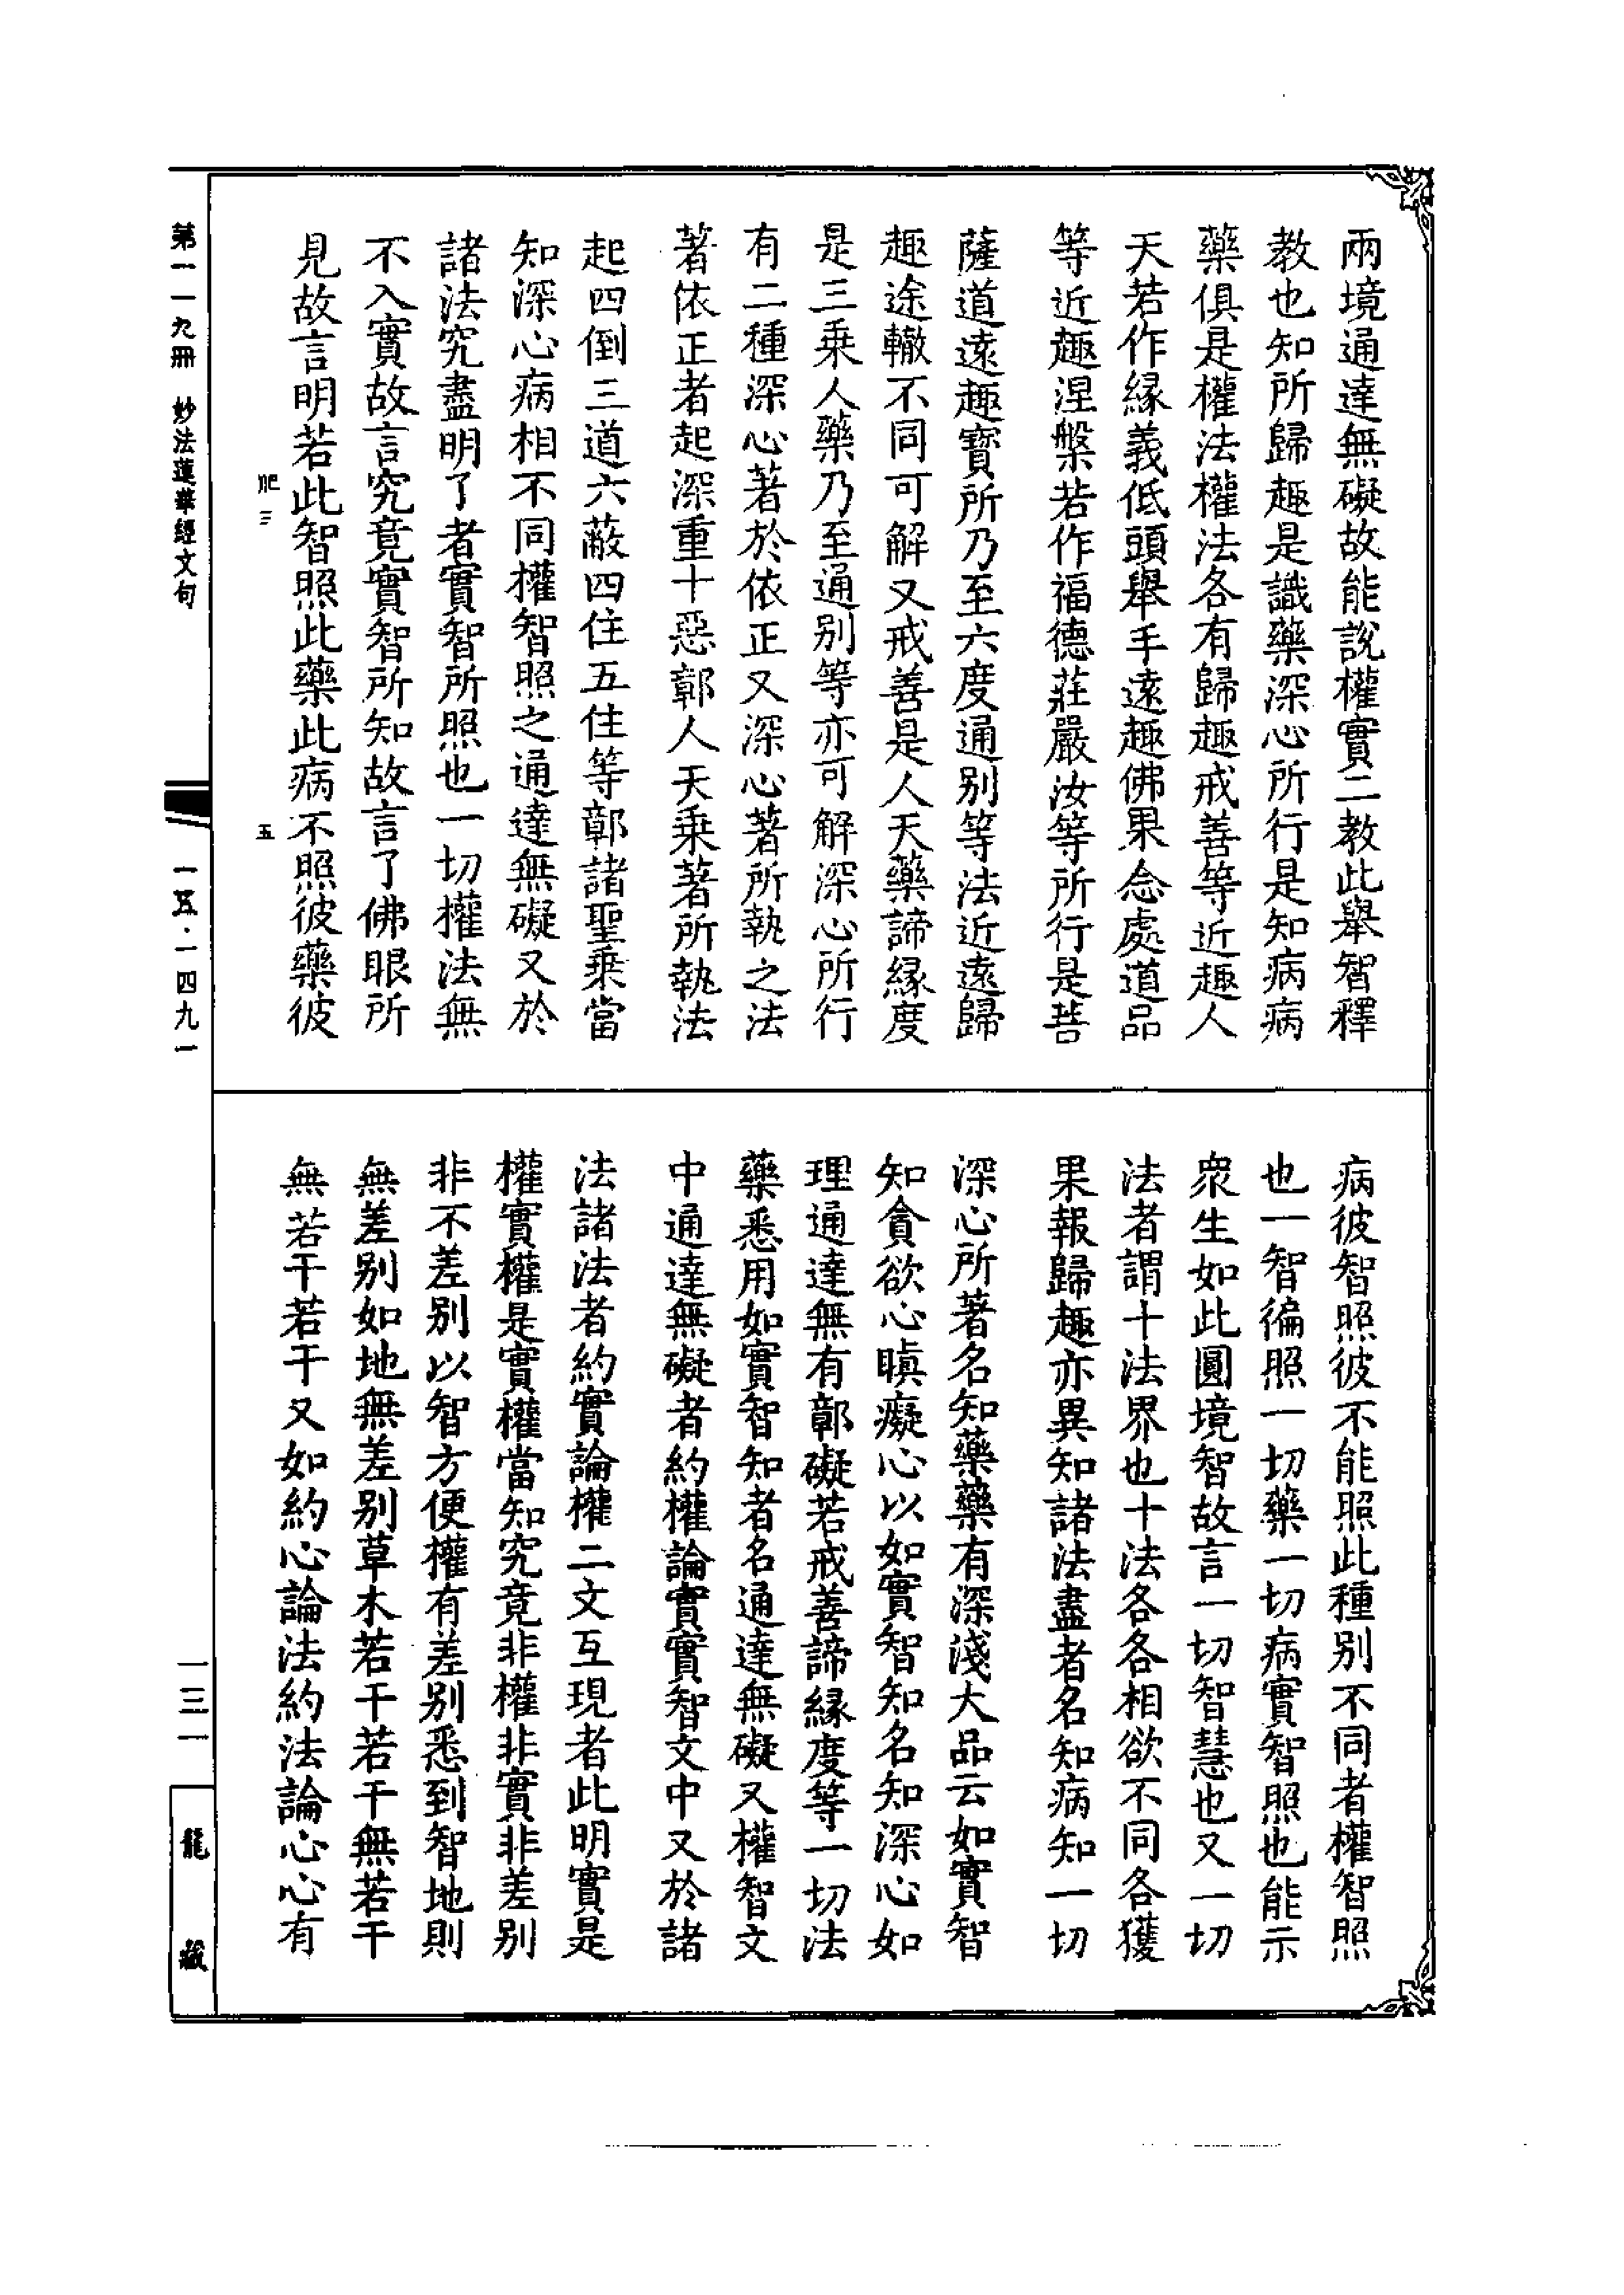 兩境通達無礙故能說權實二教此舉智釋
教也知所歸趣是識藥深心所行是知病病
藥俱是權法權法各有歸趣戒善等近趣人
天若作緣義低頭舉手遠趣佛果念處道品
等近趣涅槃若作福德莊嚴汝等所行是菩
薩道遠趣寶所乃至六度通別等法近遠歸
趣途轍不同可解又戒善是人天藥諦緣度
是三乘人藥乃至通別等亦可解深心所行
有二種深心著於依正又深心著所執之法
著依正者起深重十惡鄣人天乘著所執法
起四倒三道六蔽四住五住等鄣諸聖乘當
知深心病相不同權智照之通達無礙又於
諸法究盡明了者實智所照也一切權法無
不入實故言究竟實智所知故言了佛眼所
見故言明若此智照此藥此病不照彼藥彼
病彼智照彼不能照此種別不同者權智照
也一智徧照一切藥一切病實智照也能示
眾生如此圓境智故言一切智慧也又一切
法者謂十法界也十法各各相欲不同各獲
果報歸趣亦異知諸法盡者名知病知一切
深心所著名知藥藥有深淺大品云如實智
知貪欲心瞋癡心以如實智知名知深心如
理通達無有鄣礙若戒善諦緣度等一切法
藥悉用如實智知者名通達無礙又權智文
中通達無礙者約權論實實智文中又於諸
法諸法者約實論權二文互現者此明實是
權實權是實權當知究竟非權非實非差別
非不差別以智方便權有差別悉到智地則
無差別如地無差別草木若干若干無若干
無若干若干又如約心論法約法論心心有
第一一九冊 妙法蓮華經文句
肥三
五
一五·一四九一
一三一
龍藏